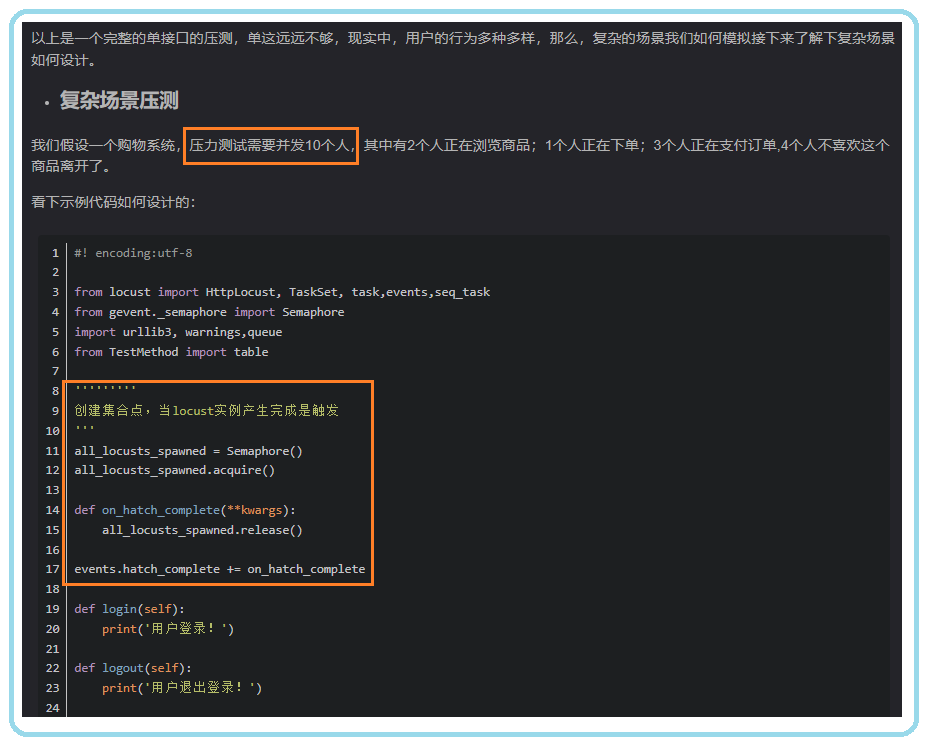 以上是一个完整的单接口的压测，单这远远不够，现实中，用户的行为多种多样，那么，复杂的场景我们如何模拟接下来了解下复杂场景
如何设计。
• 复杂场景压测
我们假设一个购物系统，压力测试需要并发10个人，其中有2个人正在浏览商品；1个人正在下单；3个人正在支付订单,4个人不喜欢这个
商品离开了。
看下示例代码如何设计的：
1 #! encoding:utf-8
2
3 from locust import HttpLocust, TaskSet, task,events,seq_task
4 from gevent._semaphore import Semaphore
5 import urllib3, warnings,queue
6 from TestMethod import table
7
8 '''''''''
9 创建集合点，当locust实例产生完成是触发
10 '''
11 all_locusts_spawned = Semaphore()
12 all_locusts_spawned.acquire()
13
14 def on_hatch_complete(**kwargs):
15     all_locusts_spawned.release()
16
17 events.hatch_complete += on_hatch_complete
18
19 def login(self):
20     print('用户登录！')
21
22 def logout(self):
23     print('用户退出登录！')
24